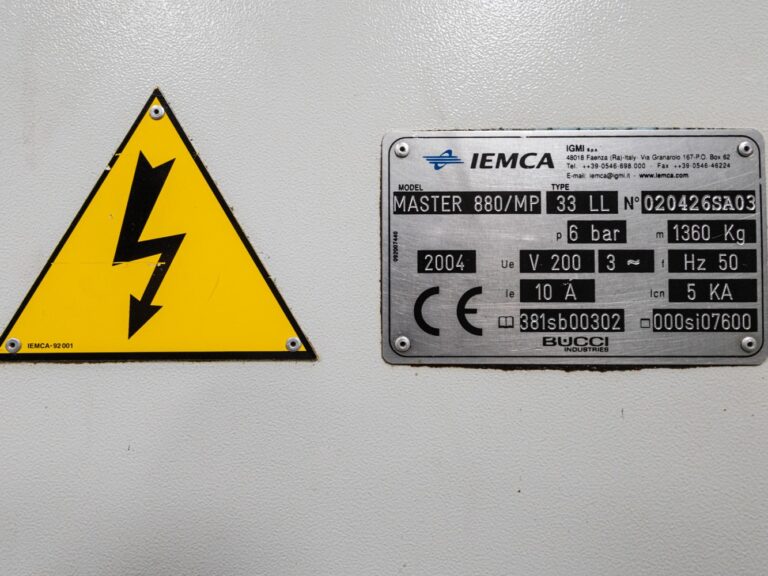 IEMCA-92001
IEMCA
IGMI s.p.a.
48018 Faenza (Ra)-Italy- Via Granarolo 167-P.O. Box 62
Tel. ++39-0546-698.000 - Fax ++39-0546-46224
E-mail: iemca@igmi.it - www.iemca.com
MODEL TYPE
MASTER 880/MP 33 LL N° 020426SA03
p 6 bar m 1360 Kg
2004 Ue V 200 3 ~ f Hz 50
Ie 10 A Icn 5 KA
CE
381sb00302 000si07600
BUCCI
INDUSTRIES